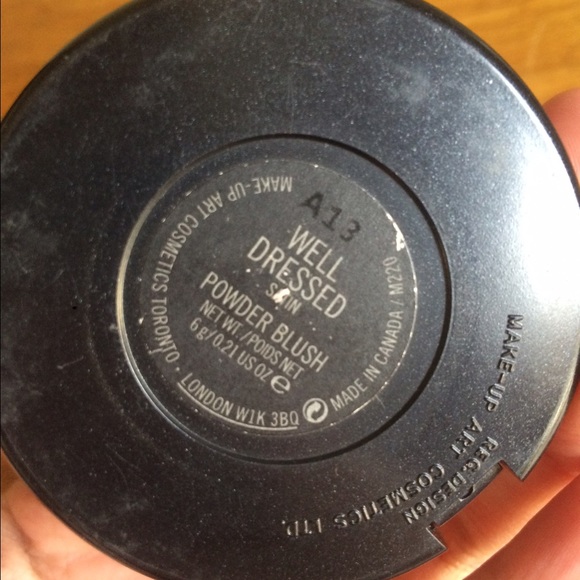 A13
WELL
DRESSED
SATIN
POWDER BLUSH
NET WT./POIDS NET
6 g/0.21 US OZ e
MAKE-UP ART COSMETICS TORONTO · LONDON W1K 3BQ
MADE IN CANADA / M220
MAKE-UP ART COSMETICS LTD.
REG.DESIGN